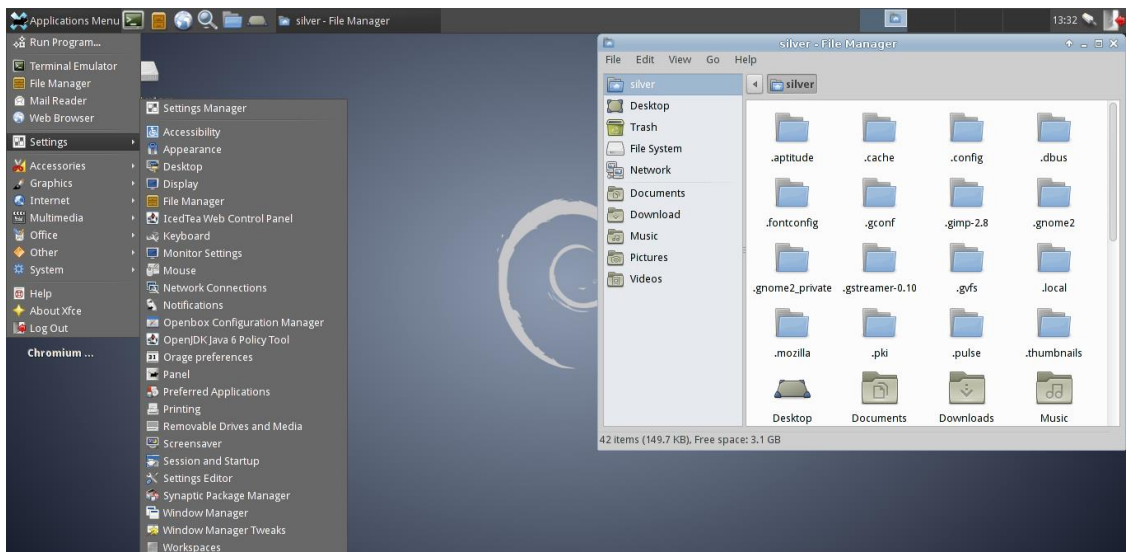 Applications Menu
silver - File Manager
13:32
Run Program...
Terminal Emulator
File Manager
Mail Reader
Web Browser
Settings
Accessories
Graphics
Internet
Multimedia
Office
Other
System
Help
About Xfce
Log Out
Chromium ...
Settings Manager
Accessibility
Appearance
Desktop
Display
File Manager
IcedTea Web Control Panel
Keyboard
Monitor Settings
Mouse
Network Connections
Notifications
Openbox Configuration Manager
OpenJDK Java 6 Policy Tool
Orage preferences
Panel
Preferred Applications
Printing
Removable Drives and Media
Screensaver
Session and Startup
Settings Editor
Synaptic Package Manager
Window Manager
Window Manager Tweaks
Workspaces
silver - File Manager
File Edit View Go Help
silver
Desktop
Trash
File System
Network
Documents
Download
Music
Pictures
Videos
silver
.aptitude .cache .config .dbus
.fontconfig .gconf .gimp-2.8 .gnome2
.gnome2_private .gstreamer-0.10 .gvfs .local
.mozilla .pki .pulse .thumbnails
Desktop Documents Downloads Music
42 items (149.7 KB), Free space: 3.1 GB